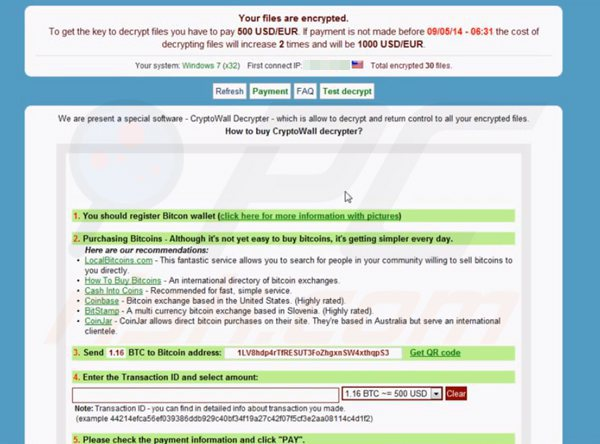 Your files are encrypted.
To get the key to decrypt files you have to pay 500 USD/EUR. If payment is not made before 09/05/14 - 06:31 the cost of
decrypting files will increase 2 times and will be 1000 USD/EUR.
Your system: Windows 7 (x32) First connect IP: Total encrypted 30 files.
Refresh Payment FAQ Test decrypt
We are present a special software - CryptoWall Decrypter - which is allow to decrypt and return control to all your encrypted files.
How to buy CryptoWall decrypter?
1. You should register Bitcon wallet (click here for more information with pictures)
2. Purchasing Bitcoins - Although it's not yet easy to buy bitcoins, it's getting simpler every day.
Here are our recommendations:
• LocalBitcoins.com - This fantastic service allows you to search for people in your community willing to sell bitcoins to
you directly.
• How To Buy Bitcoins - An international directory of bitcoin exchanges.
• Cash Into Coins - Recommended for fast, simple service.
• Coinbase - Bitcoin exchange based in the United States. (Highly rated).
• BitStamp - A multi currency bitcoin exchange based in Slovenia. (Highly rated).
• CoinJar - CoinJar allows direct bitcoin purchases on their site. They're based in Australia but serve an international
clientele.
3. Send 1.16 BTC to Bitcoin address: 1LV8hdp4rTfRESUT3FoZhgxnSW4xthqpS3 Get QR code
4. Enter the Transaction ID and select amount:
1.16 BTC ~= 500 USD Clear
Note: Transaction ID - you can find in detailed info about transaction you made.
(example 44214efca56ef039386ddb929c40bf34f19a27c42f07f5cf3e2aa08114c4d1f2)
5. Please check the payment information and click "PAY".